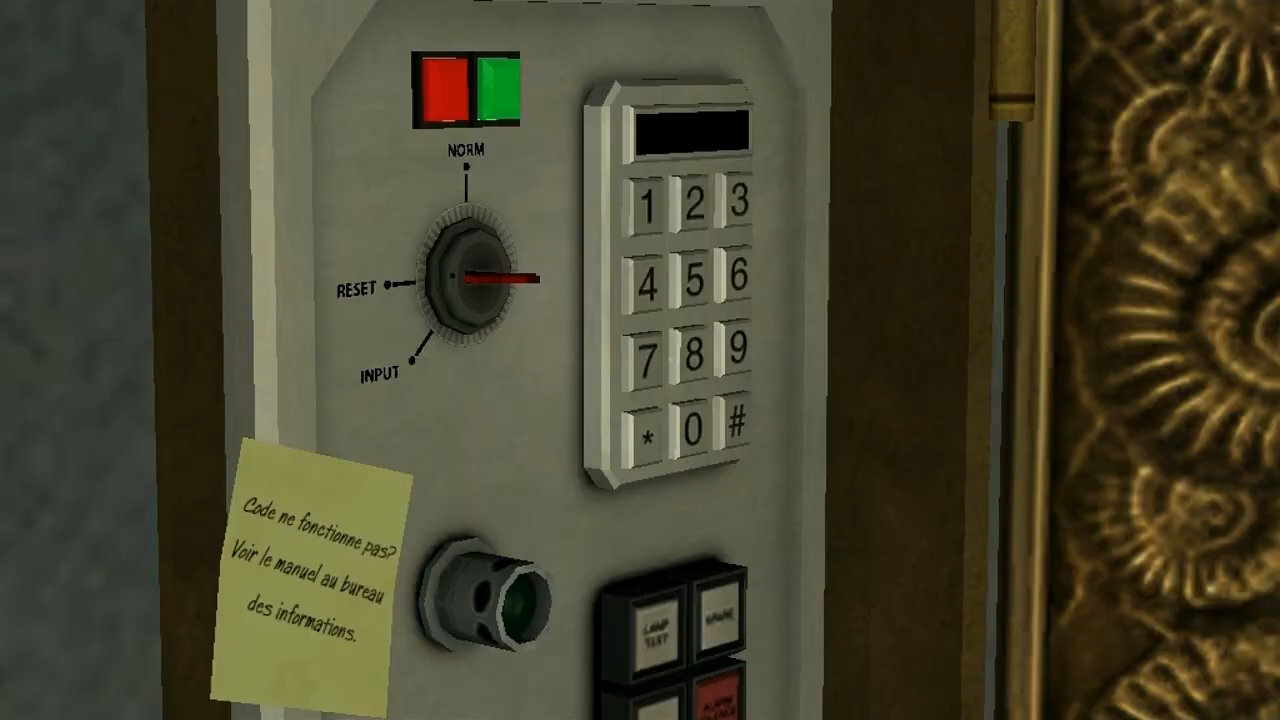 NORM
RESET
INPUT
1 2 3
4 5 6
7 8 9
* 0 #
Code ne fonctionne pas?
Voir le manuel au bureau
des informations.
LAMP
TEST